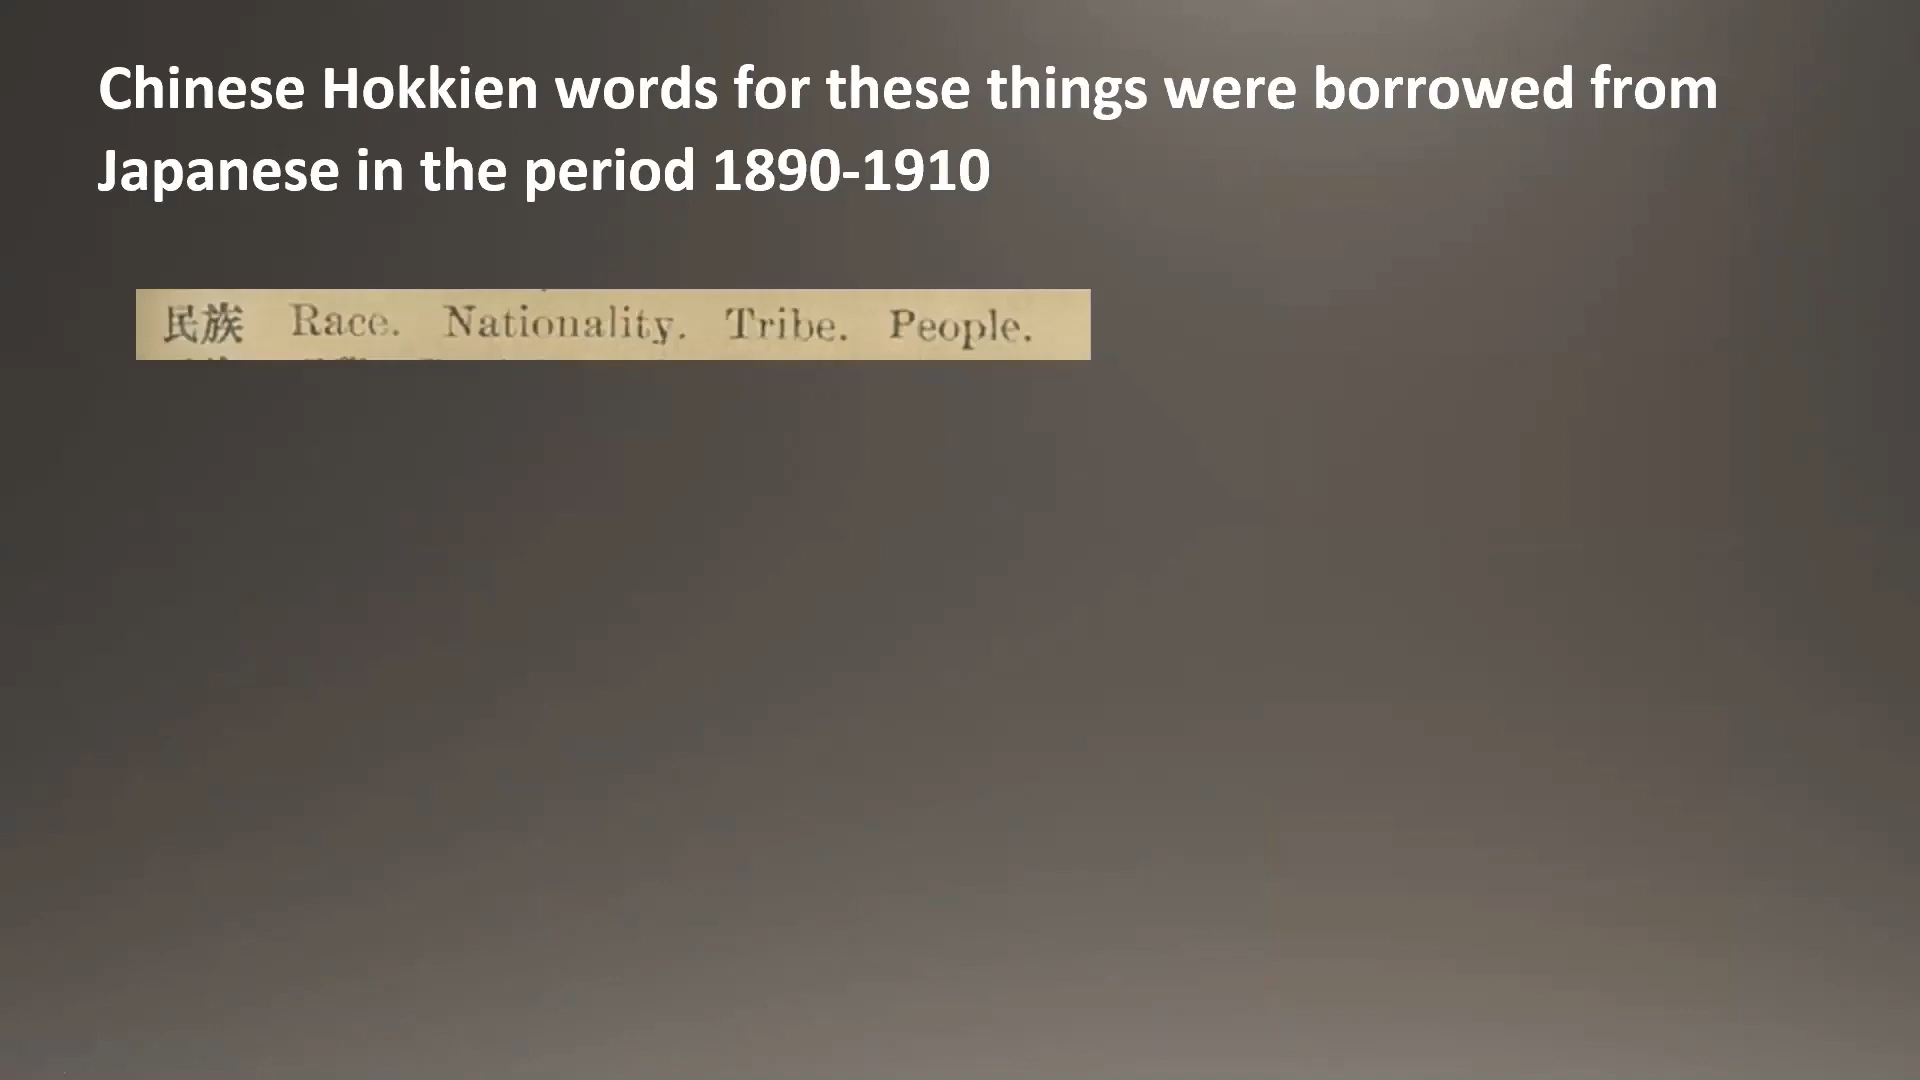 Chinese Hokkien words for these things were borrowed from
Japanese in the period 1890-1910
民族 Race. Nationality. Tribe. People.